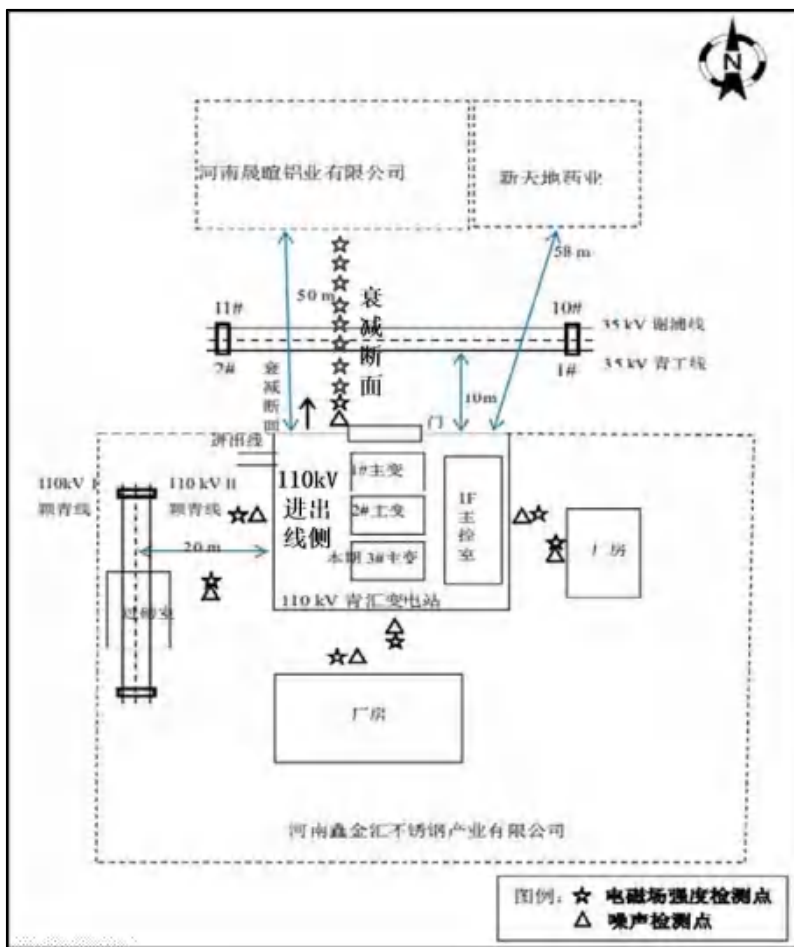 N
河南晟暄铝业有限公司
新天地药业
58 m
50 m
衰减断面
11#
10#
35 kV
2#
1#
35 kV 青工线
衰减断面
10m
门
进出线
110kV I
颖青线
110 kV II
颖青线
110kV
进出线侧
1#主变
2#主变
本期 3#主变
1F
主控室
厂房
20 m
110 kV 青汇变电站
厂房
河南鑫金汇不锈钢产业有限公司
图例:☆ 电磁场强度检测点
△ 噪声检测点